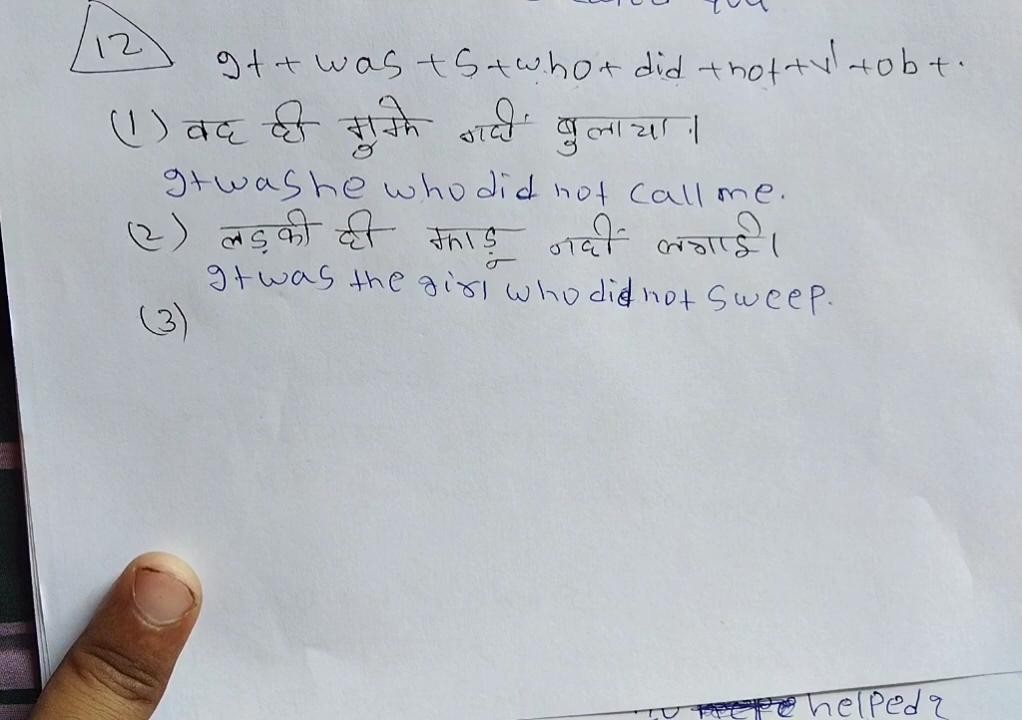 you
12
It + was + S + who + did + not + v1 + ob + .
(1) वह ही मुझे नहीं बुलाया।
It was he who did not call me.
(2) लड़की ही झाड़ू नहीं लगाई।
It was the girl who did not sweep.
(3)
helped?